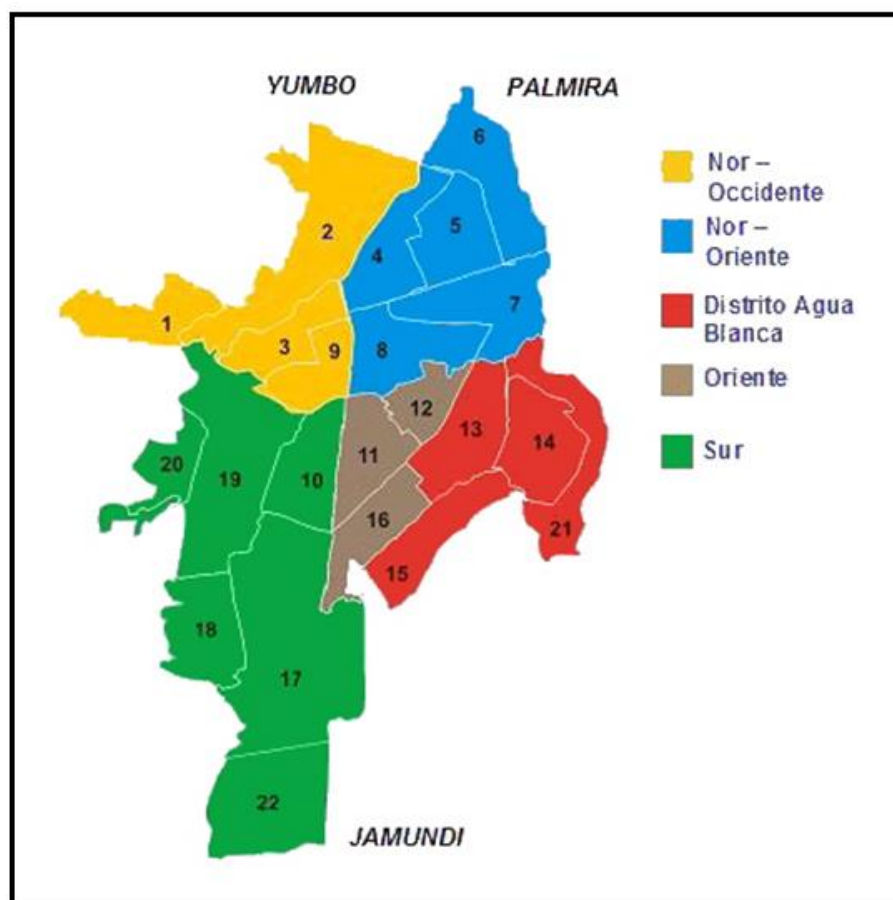 YUMBO
PALMIRA
6
Nor –
Occidente
2
5
Nor –
Oriente
4
7
1
3
9
8
Distrito Agua
Blanca
12
Oriente
13
14
11
Sur
20
19
10
16
21
15
18
17
22
JAMUNDI